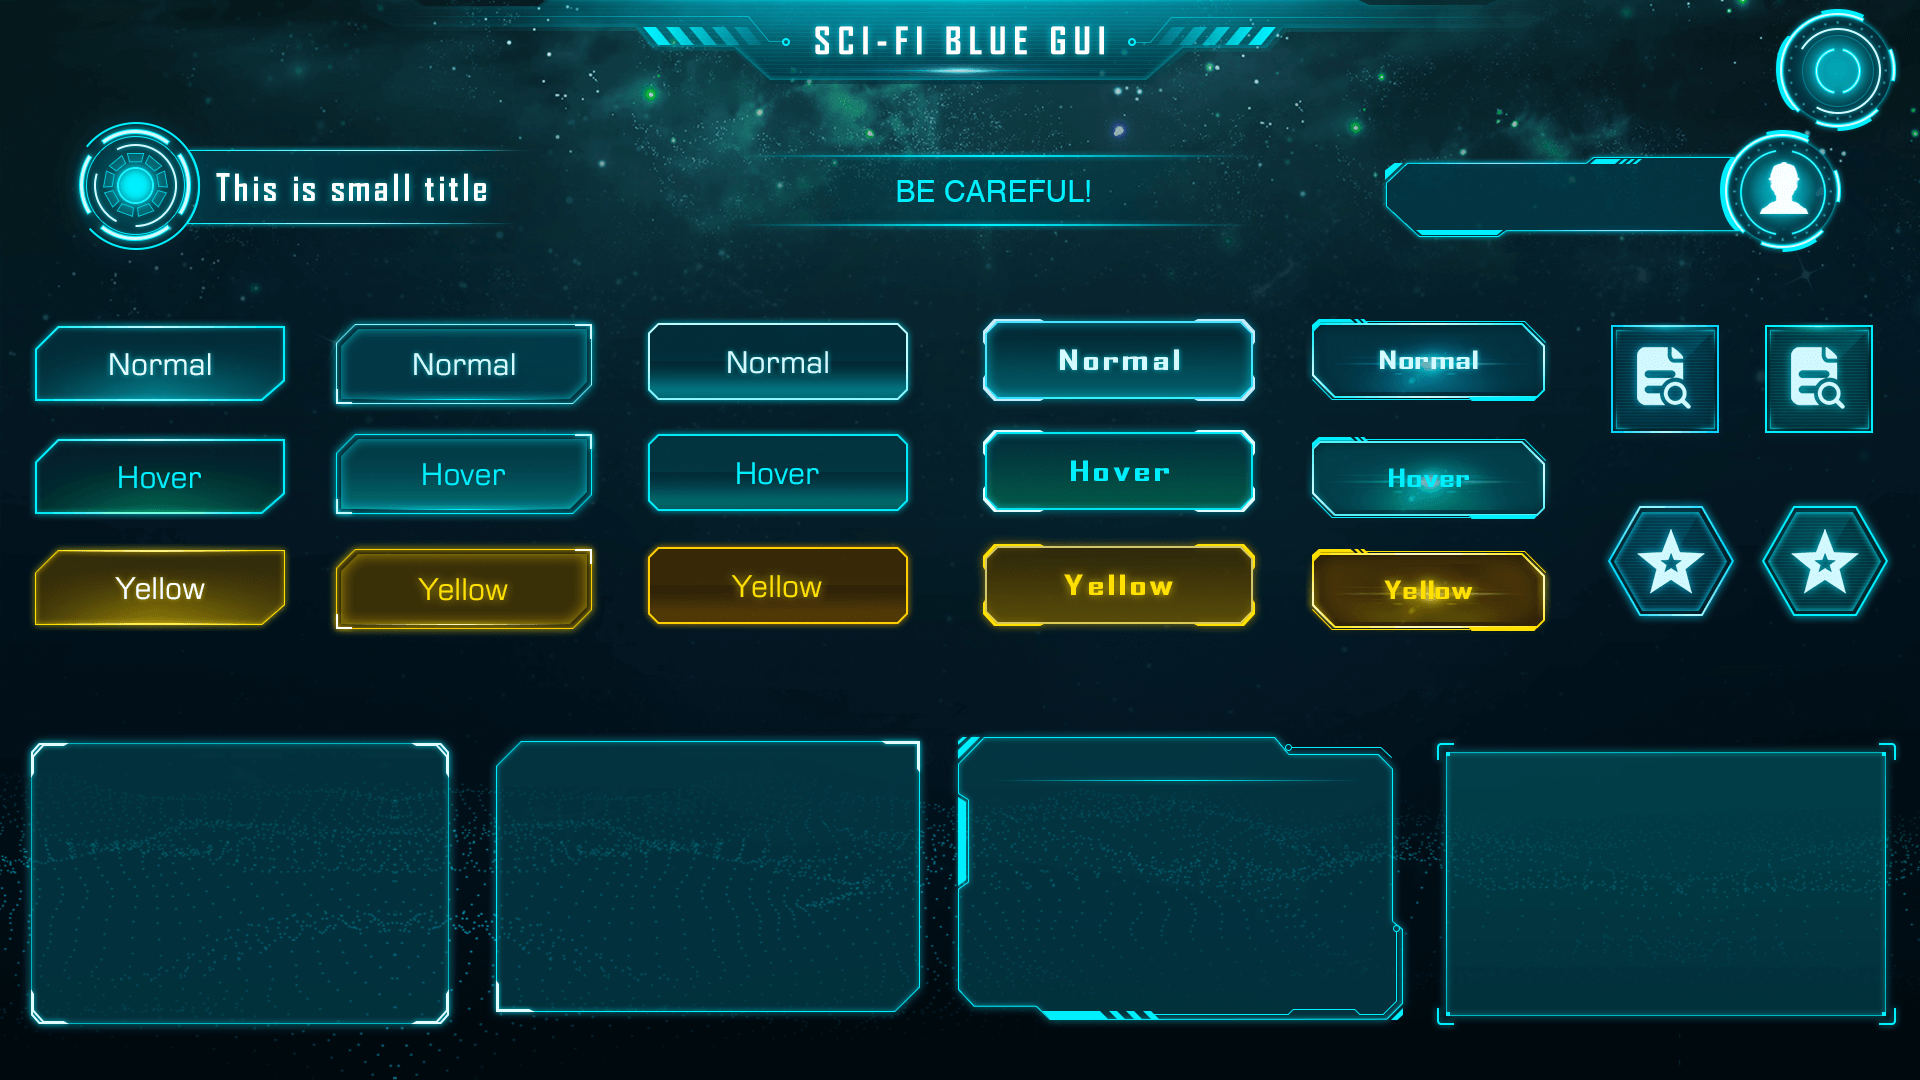 SCI-FI BLUE GUI
This is small title
BE CAREFUL!
Normal
Normal
Normal
Normal
Normal
Hover
Hover
Hover
Hover
Hover
Yellow
Yellow
Yellow
Yellow
Yellow